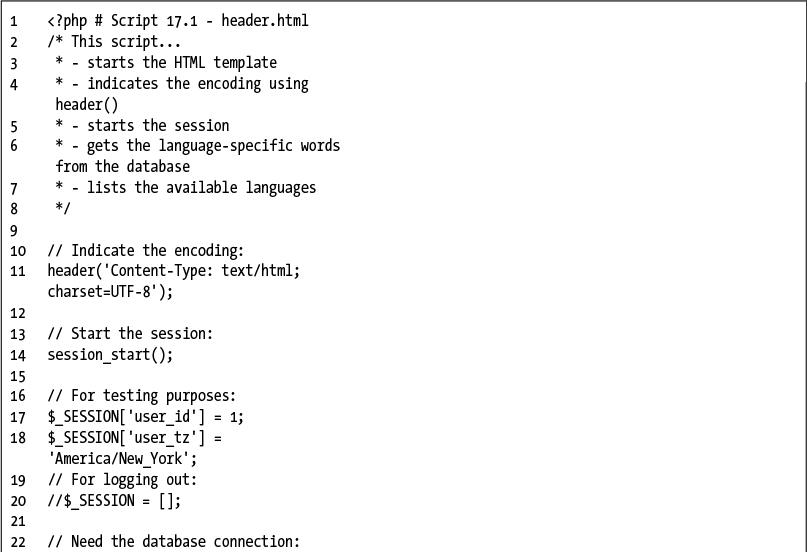 1 <?php # Script 17.1 - header.html
2 /* This script...
3 * - starts the HTML template
4 * - indicates the encoding using
header()
5 * - starts the session
6 * - gets the language-specific words
from the database
7 * - lists the available languages
8 */
9
10 // Indicate the encoding:
11 header('Content-Type: text/html;
charset=UTF-8');
12
13 // Start the session:
14 session_start();
15
16 // For testing purposes:
17 $_SESSION['user_id'] = 1;
18 $_SESSION['user_tz'] =
'America/New_York';
19 // For logging out:
20 //$_SESSION = [];
21
22 // Need the database connection: